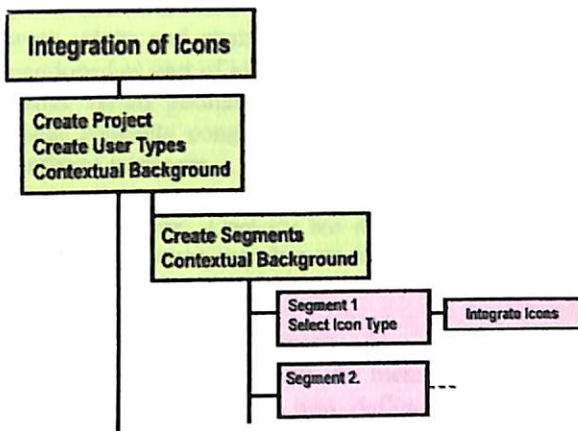 Integration of Icons
Create Project
Create User Types
Contextual Background
Create Segments
Contextual Background
Segment 1
Select Icon Type
Integrate Icons
Segment 2.